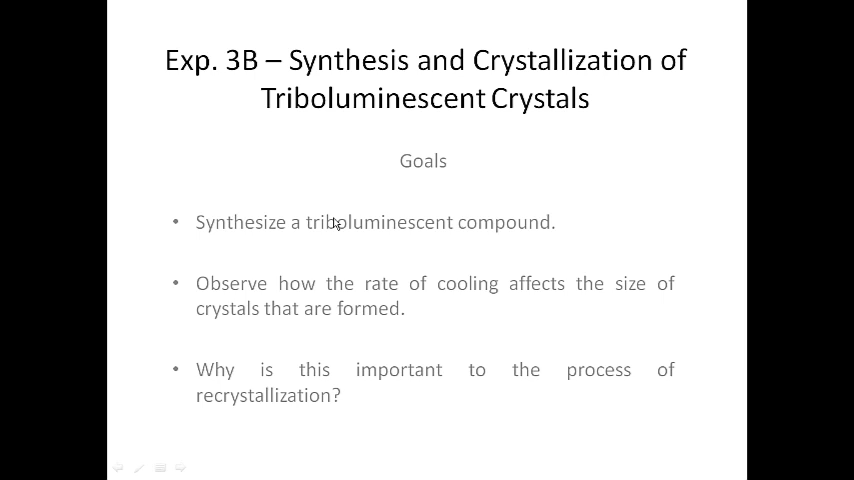 Exp. 3B – Synthesis and Crystallization of
Triboluminescent Crystals
Goals
• Synthesize a triboluminescent compound.
• Observe how the rate of cooling affects the size of
crystals that are formed.
• Why is this important to the process of
recrystallization?